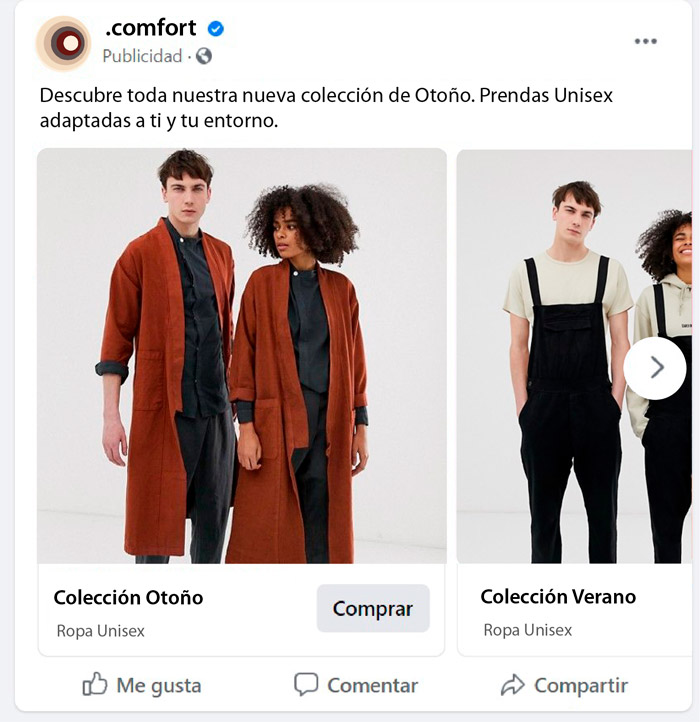 .comfort
Publicidad ·
Descubre toda nuestra nueva colección de Otoño. Prendas Unisex
adaptadas a ti y tu entorno.
Colección Otoño
Ropa Unisex
Comprar
Colección Verano
Ropa Unisex
Me gusta
Comentar
Compartir